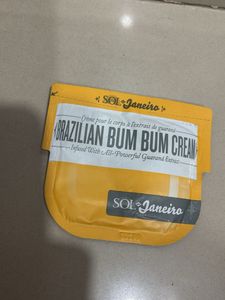 SOL de Janeiro
Crème pour le corps à l'extrait de guaraná
BRAZILIAN BUM BUM CREAM
Infused With All-Powerful Guaraná Extract
SOL de Janeiro